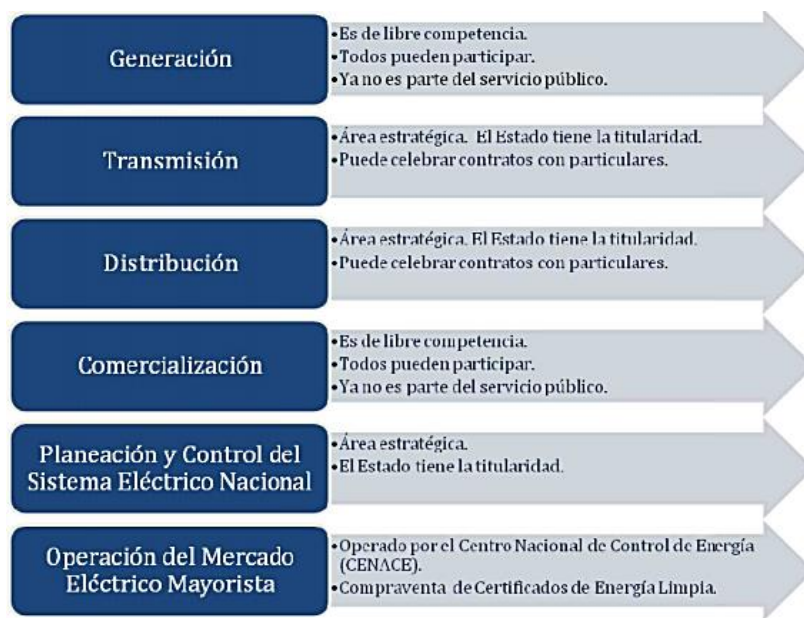 Generación
•Es de libre competencia.
•Todos pueden participar.
•Ya no es parte del servicio público.
Transmisión
•Área estratégica. El Estado tiene la titularidad.
•Puede celebrar contratos con particulares.
Distribución
•Área estratégica. El Estado tiene la titularidad.
•Puede celebrar contratos con particulares.
Comercialización
•Es de libre competencia.
•Todos pueden participar.
•Ya no es parte del servicio público.
Planeación y Control del
Sistema Eléctrico Nacional
•Área estratégica.
•El Estado tiene la titularidad.
Operación del Mercado
Eléctrico Mayorista
•Operado por el Centro Nacional de Control de Energía
(CENACE).
•Compraventa de Certificados de Energía Limpia.